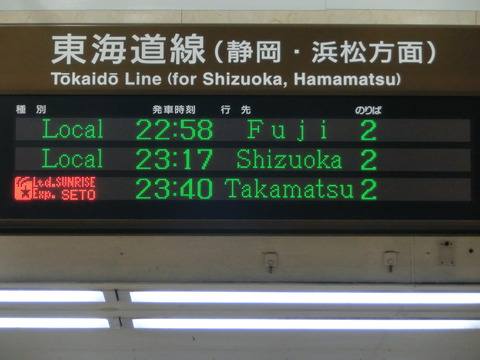 東海道線(静岡・浜松方面)
Tōkaidō Line (for Shizuoka, Hamamatsu)
種別 発車時刻 行先 のりば
Local 22:58 Fuji 2
Local 23:17 Shizuoka 2
Ltd. Exp. SUNRISE SETO 23:40 Takamatsu 2